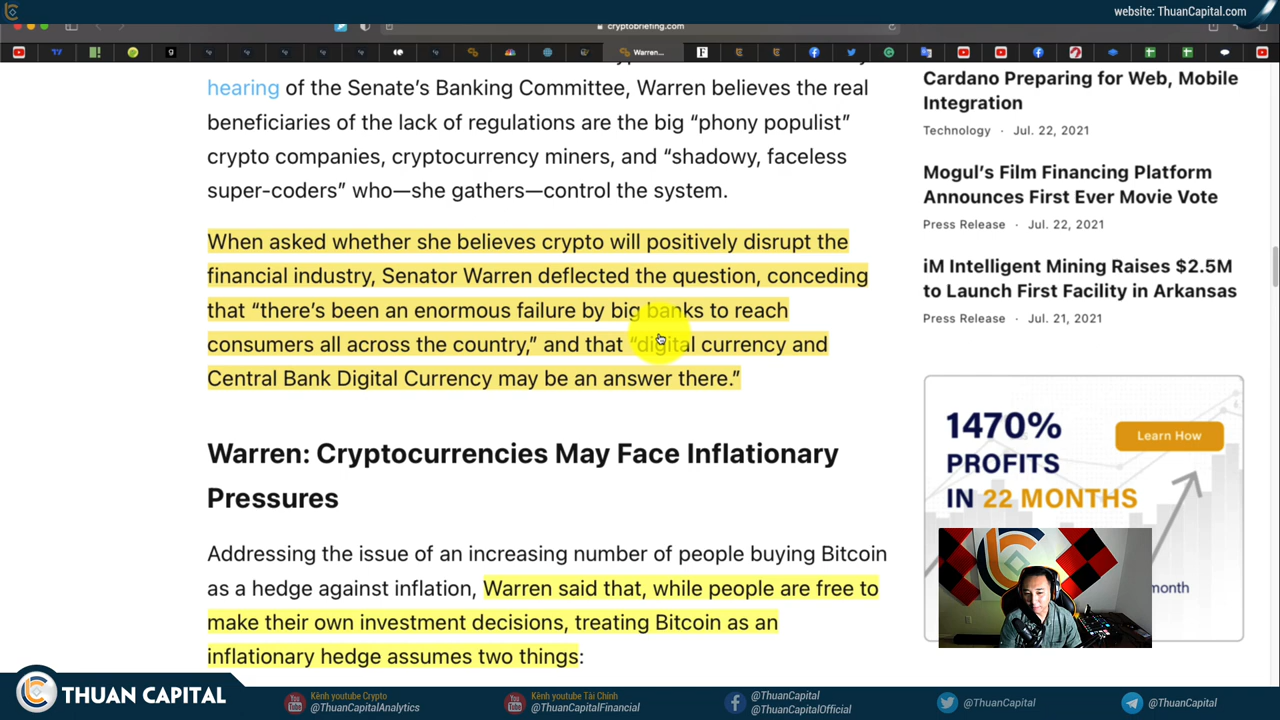 website: ThuanCapital.com
cryptobriefing.com
Warren...
hearing of the Senate's Banking Committee, Warren believes the real
beneficiaries of the lack of regulations are the big “phony populist”
crypto companies, cryptocurrency miners, and “shadowy, faceless
super-coders” who—she gathers—control the system.
When asked whether she believes crypto will positively disrupt the
financial industry, Senator Warren deflected the question, conceding
that “there’s been an enormous failure by big banks to reach
consumers all across the country,” and that “digital currency and
Central Bank Digital Currency may be an answer there.”
Warren: Cryptocurrencies May Face Inflationary
Pressures
Addressing the issue of an increasing number of people buying Bitcoin
as a hedge against inflation, Warren said that, while people are free to
make their own investment decisions, treating Bitcoin as an
inflationary hedge assumes two things:
Cardano Preparing for Web, Mobile
Integration
Technology · Jul. 22, 2021
Mogul’s Film Financing Platform
Announces First Ever Movie Vote
Press Release · Jul. 22, 2021
iM Intelligent Mining Raises $2.5M
to Launch First Facility in Arkansas
Press Release · Jul. 21, 2021
1470%
PROFITS
IN 22 MONTHS
Learn How
month
THUAN CAPITAL
Kênh youtube Crypto
@ThuanCapitalAnalytics
Kênh youtube Tài Chính
@ThuanCapitalFinancial
@ThuanCapital
@ThuanCapitalOfficial
@ThuanCapital
@ThuanCapital